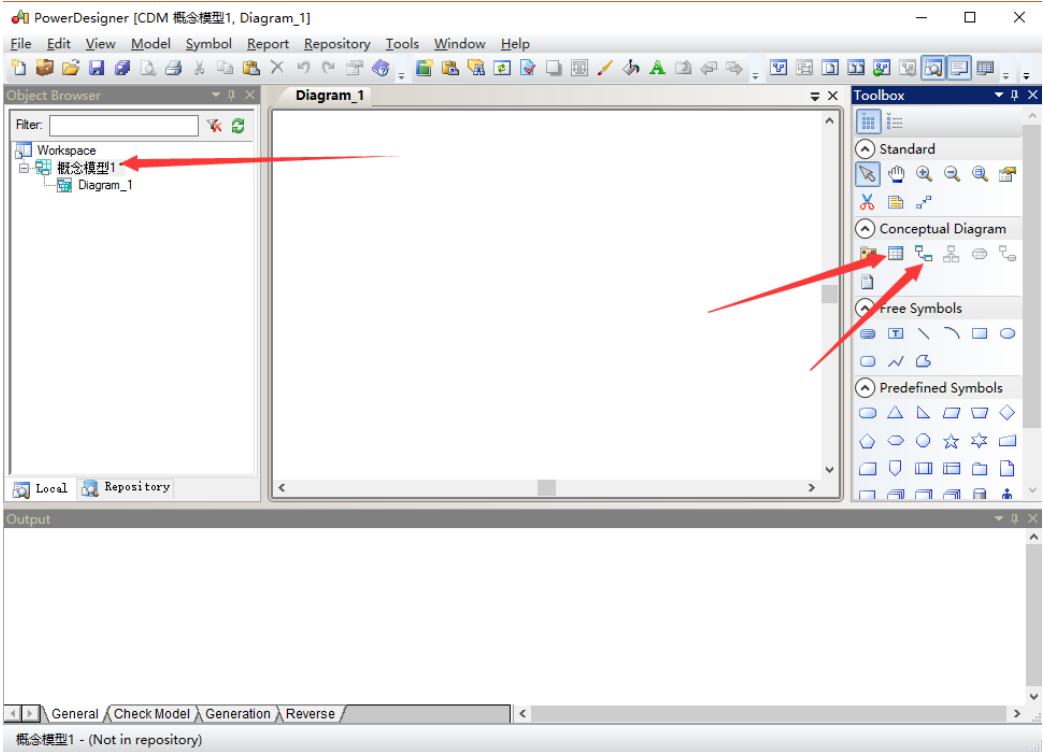 PowerDesigner [CDM 概念模型1, Diagram_1]
File Edit View Model Symbol Report Repository Tools Window Help
Object Browser
Diagram_1
Toolbox
Filter:
Workspace
概念模型1 *
Diagram_1
Standard
Conceptual Diagram
Free Symbols
Predefined Symbols
Local Repository
Output
General Check Model Generation Reverse
概念模型1 - (Not in repository)